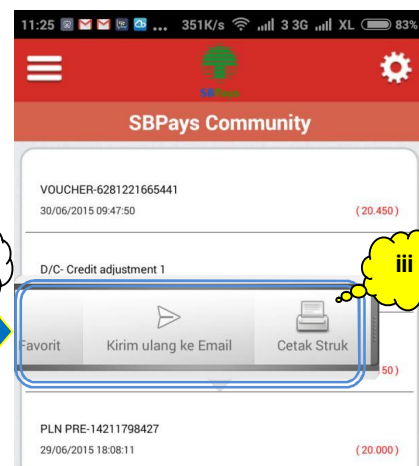 11:25 ... 351K/s 3 3G XL 83%
SBPays
SBPays Community
VOUCHER-6281221665441
30/06/2015 09:47:50 ( 20.450 )
D/C- Credit adjustment 1
iii
Favorit Kirim ulang ke Email Cetak Struk
50 )
PLN PRE-14211798427
29/06/2015 18:08:11 ( 20.000 )